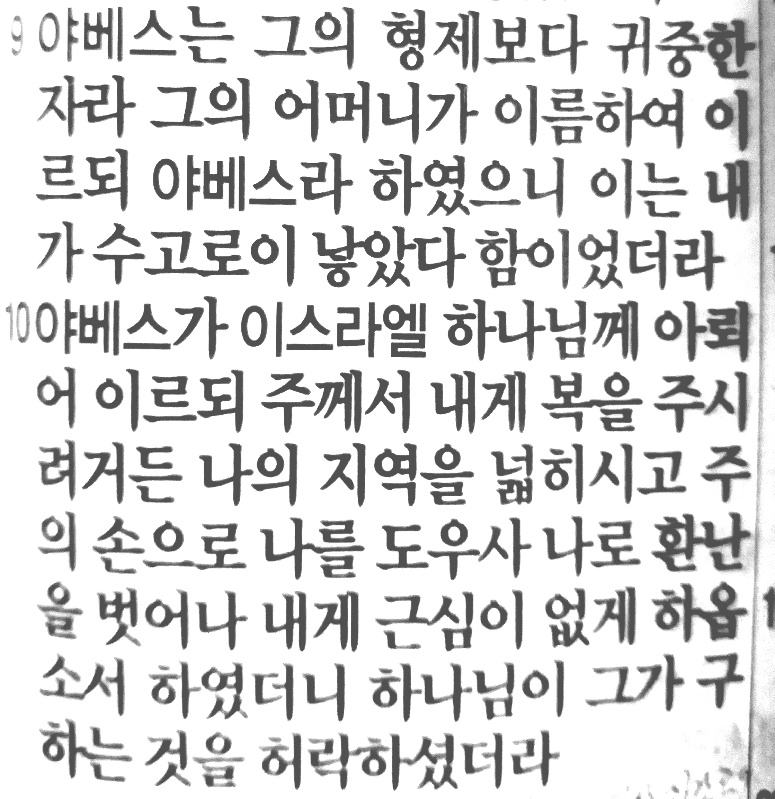 9 야베스는 그의 형제보다 귀중한
자라 그의 어머니가 이름하여 이
르되 야베스라 하였으니 이는 내
가 수고로이 낳았다 함이었더라
10 야베스가 이스라엘 하나님께 아뢰
어 이르되 주께서 내게 복을 주시
려거든 나의 지역을 넓히시고 주
의 손으로 나를 도우사 나로 환난
을 벗어나 내게 근심이 없게 하옵
소서 하였더니 하나님이 그가 구
하는 것을 허락하셨더라